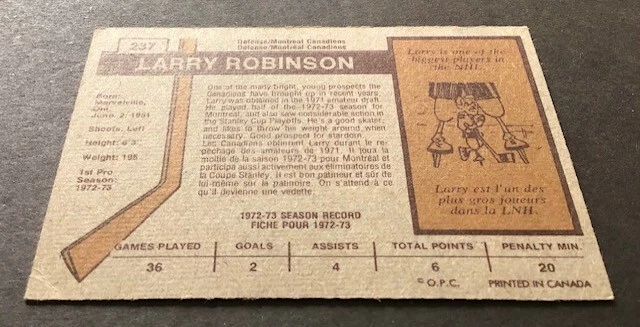 237
Defense/Montreal Canadiens
Défense/Montréal Canadiens
LARRY ROBINSON
Born:
Marvelville,
Ont.
June 2, 1951
Shoots: Left
Height: 6'3"
Weight: 195
1st Pro
Season:
1972-73
One of the many bright, young prospects the
Canadiens have brought up in recent years.
Larry was obtained in the 1971 amateur draft.
He played half of the 1972-73 season for
Montreal, and also saw considerable action in
the Stanley Cup Playoffs. He's a good skater,
and likes to throw his weight around when
necessary. Good prospect for stardom.
Les Canadiens obtinrent Larry durant le re-
pêchage des amateurs de 1971. Il joua la
moitié de la saison 1972-73 pour Montréal et
participa aussi activement aux éliminatoires de
la Coupe Stanley. Il est bon patineur et sûr de
lui-même sur la patinoire. On s'attend à ce
qu'il devienne une vedette.
1972-73 SEASON RECORD
FICHE POUR 1972-73
GAMES PLAYED GOALS ASSISTS TOTAL POINTS PENALTY MIN.
36 2 4 6 20
© O.P.C. PRINTED IN CANADA
Larry is one of the
biggest players in
the NHL.
Larry est l'un des
plus gros joueurs
dans la LNH.